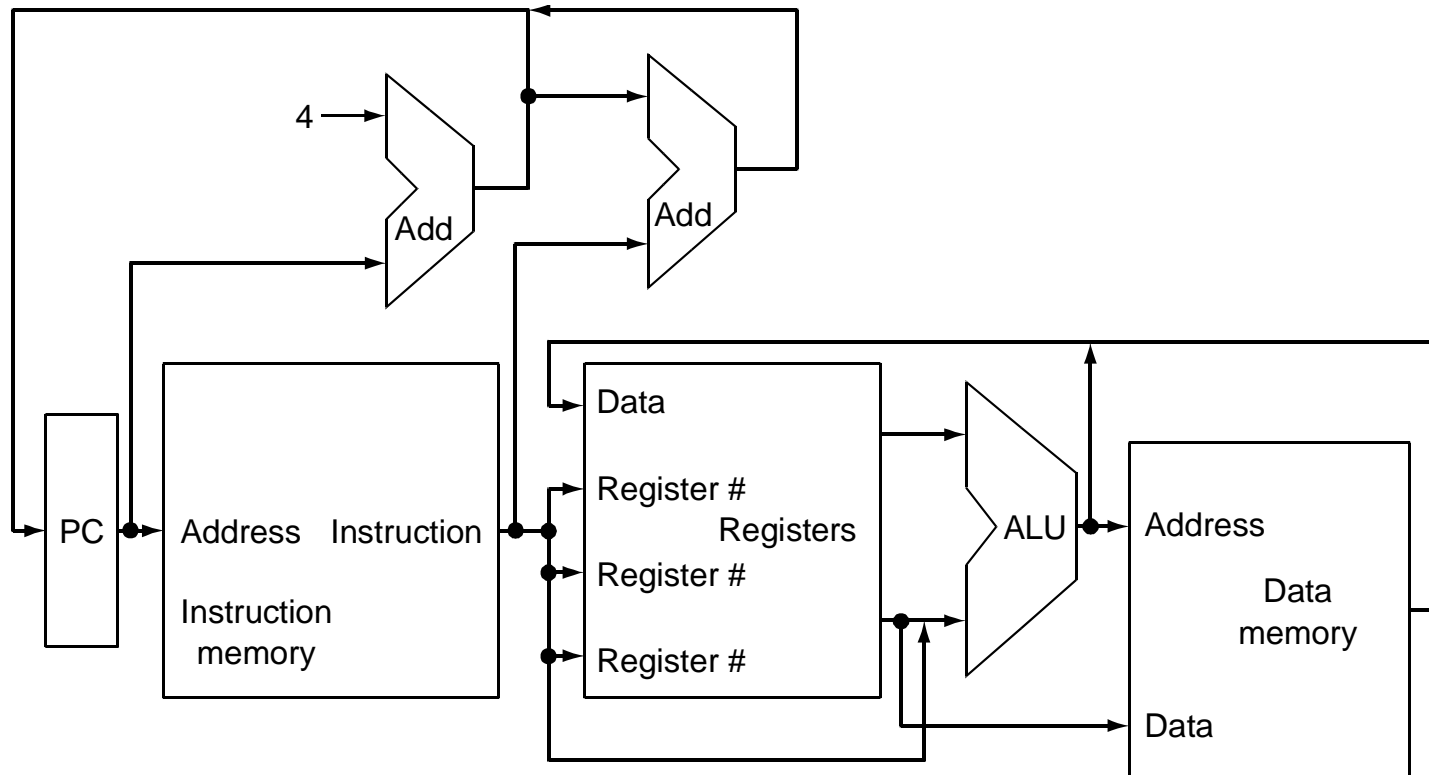 4
Add
Add
Data
Register #
PC
Address
Instruction
Registers
ALU
Address
Register #
Instruction
memory
Data
memory
Register #
Data